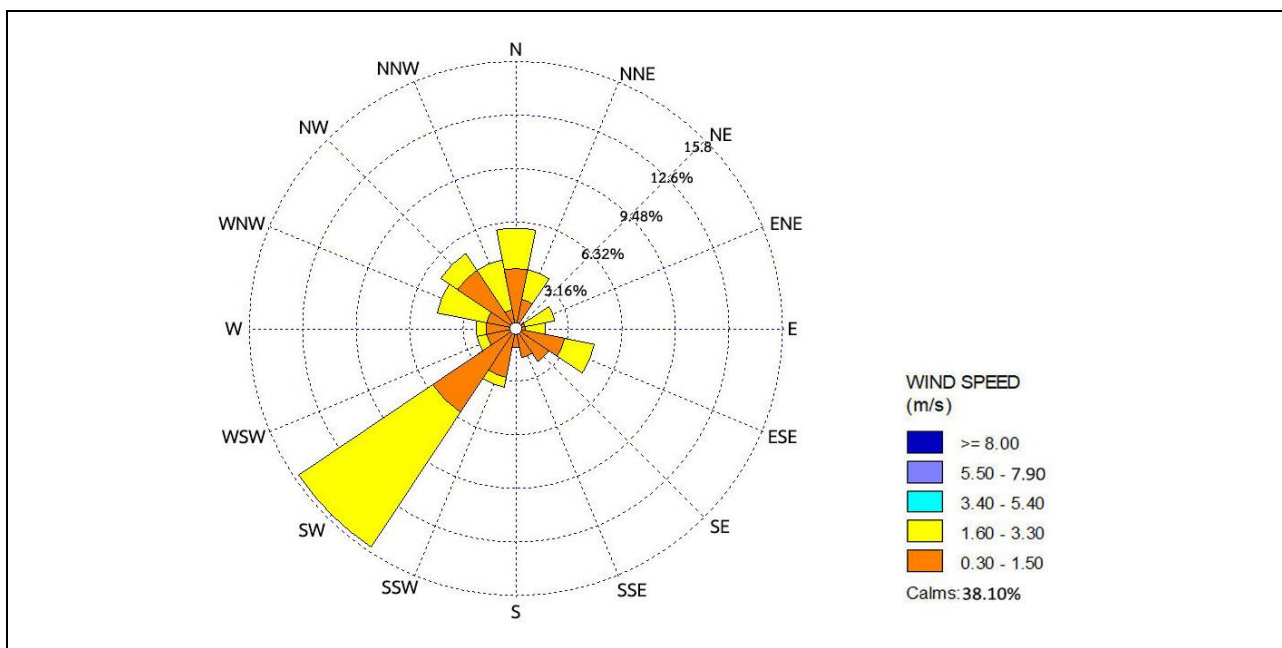 N
NNW
NNE
NW
NE
15.8
12.6%
9.48%
WNW
ENE
6.32%
3.16%
W
E
WSW
ESE
SW
SE
SSW
SSE
S
WIND SPEED
(m/s)
>= 8.00
5.50 - 7.90
3.40 - 5.40
1.60 - 3.30
0.30 - 1.50
Calms: 38.10%